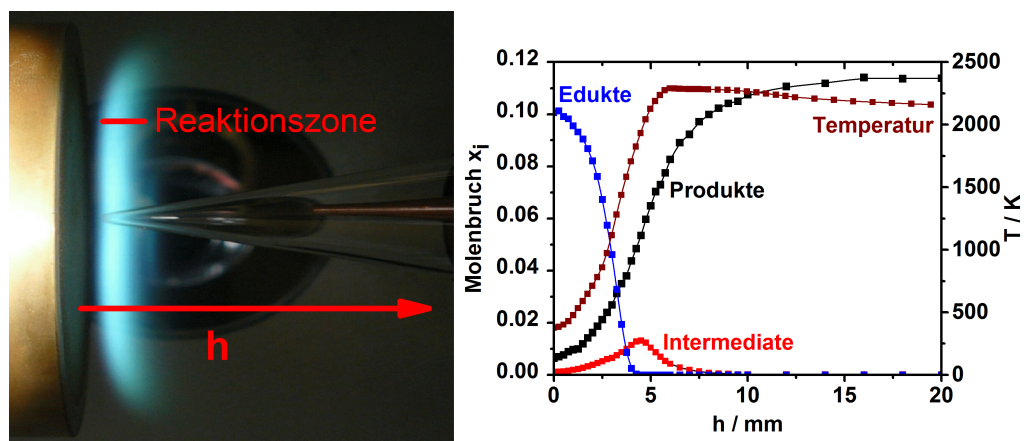 Reaktionszone
h
0.12
0.10
0.08
0.06
0.04
0.02
0.00
Molenbruch xi
Edukte
Temperatur
Produkte
Intermediate
2500
2000
1500
1000
500
0
T / K
0
5
10
15
20
h / mm